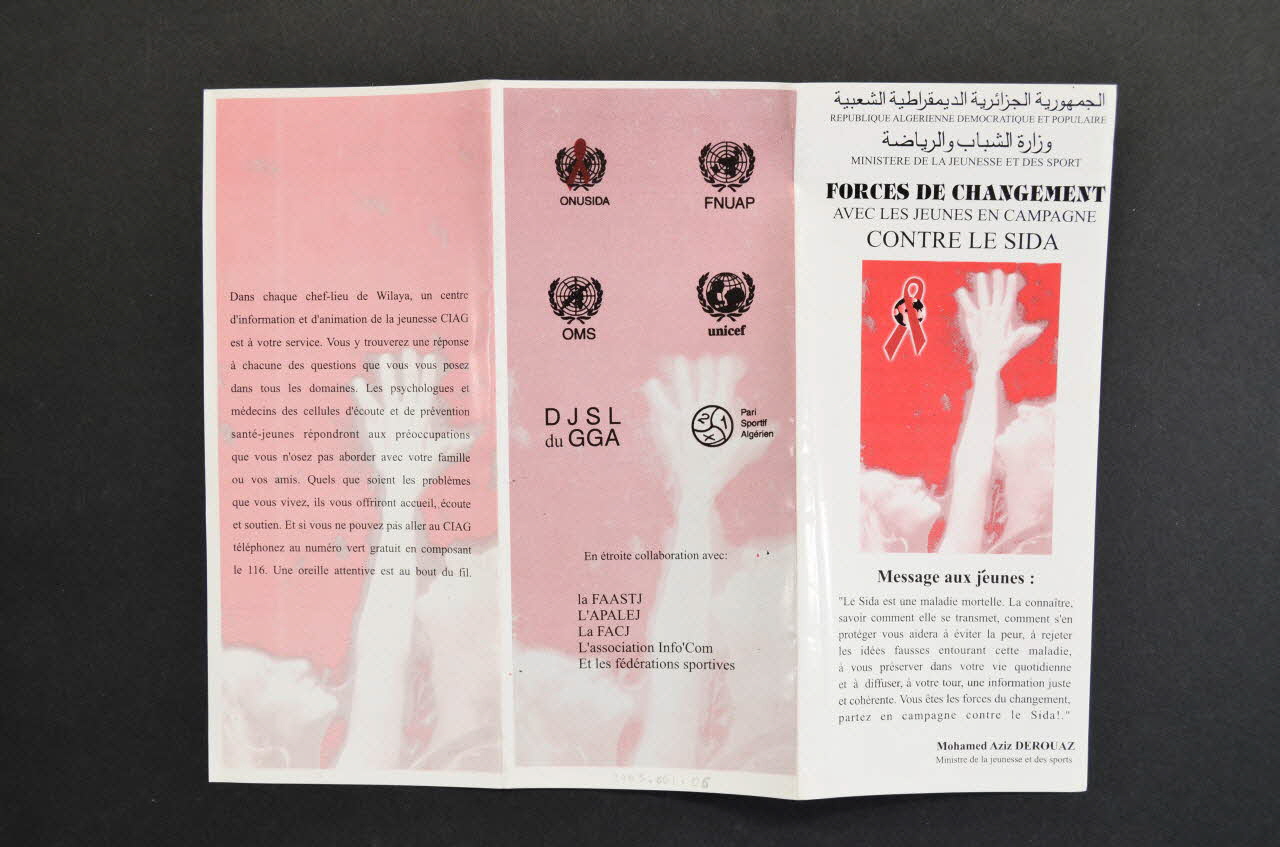 Dans chaque chef-lieu de Wilaya, un centre
d'information et d'animation de la jeunesse CIAG
est à votre service. Vous y trouverez une réponse
à chacune des questions que vous vous posez
dans tous les domaines. Les psychologues et
médecins des cellules d'écoute et de prévention
santé-jeunes répondront aux préoccupations
que vous n'osez pas aborder avec votre famille
ou vos amis. Quels que soient les problèmes
que vous vivez, ils vous offriront accueil, écoute
et soutien. Et si vous ne pouvez pas aller au CIAG
téléphonez au numéro vert gratuit en composant
le 116. Une oreille attentive est au bout du fil.
ONUSIDA
FNUAP
OMS
unicef
DJSL
du GGA
2 1 X
Pari
Sportif
Algérien
En étroite collaboration avec:
la FAASTJ
L'APALEJ
La FACJ
L'association Info'Com
Et les fédérations sportives
الجمهورية الجزائرية الديمقراطية الشعبية
REPUBLIQUE ALGERIENNE DEMOCRATIQUE ET POPULAIRE
وزارة الشباب والرياضة
MINISTERE DE LA JEUNESSE ET DES SPORT
FORCES DE CHANGEMENT
AVEC LES JEUNES EN CAMPAGNE
CONTRE LE SIDA
Message aux jeunes :
"Le Sida est une maladie mortelle. La connaître,
savoir comment elle se transmet, comment s'en
protéger vous aidera à éviter la peur, à rejeter
les idées fausses entourant cette maladie,
à vous préserver dans votre vie quotidienne
et à diffuser, à votre tour, une information juste
et cohérente. Vous êtes les forces du changement,
partez en campagne contre le Sida!."
Mohamed Aziz DEROUAZ
Ministre de la jeunesse et des sports